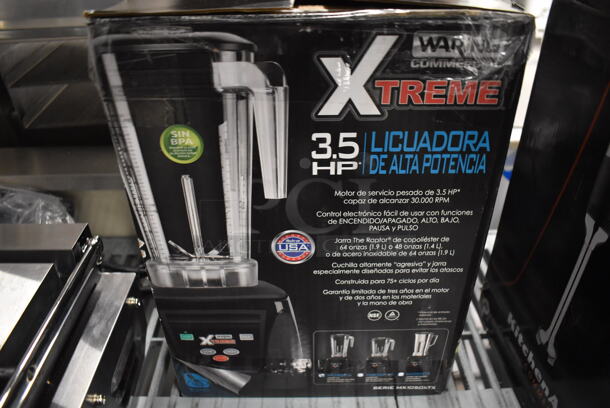 WARING
COMMERCIAL
XTREME
3.5
HP*
LICUADORA
DE ALTA POTENCIA
SIN
BPA
Motor de servicio pesado de 3.5 HP*
capaz de alcanzar 30.000 RPM
Control electrónico fácil de usar con funciones
de ENCENDIDO/APAGADO, ALTO, BAJO,
PAUSA y PULSO
Jarra The Raptor® de copoliéster de
64 onzas (1.9 L) o 48 onzas (1.4 L),
o de acero inoxidable de 64 onzas (1.9 L)
Cuchilla altamente "agresiva" y jarra
especialmente diseñadas para evitar los atascos
Construida para 75+ ciclos por día
Garantía limitada de tres años en el motor
y de dos años en los materiales
y la mano de obra
USA
XTREME
NSF
SERIE MX1050XTX